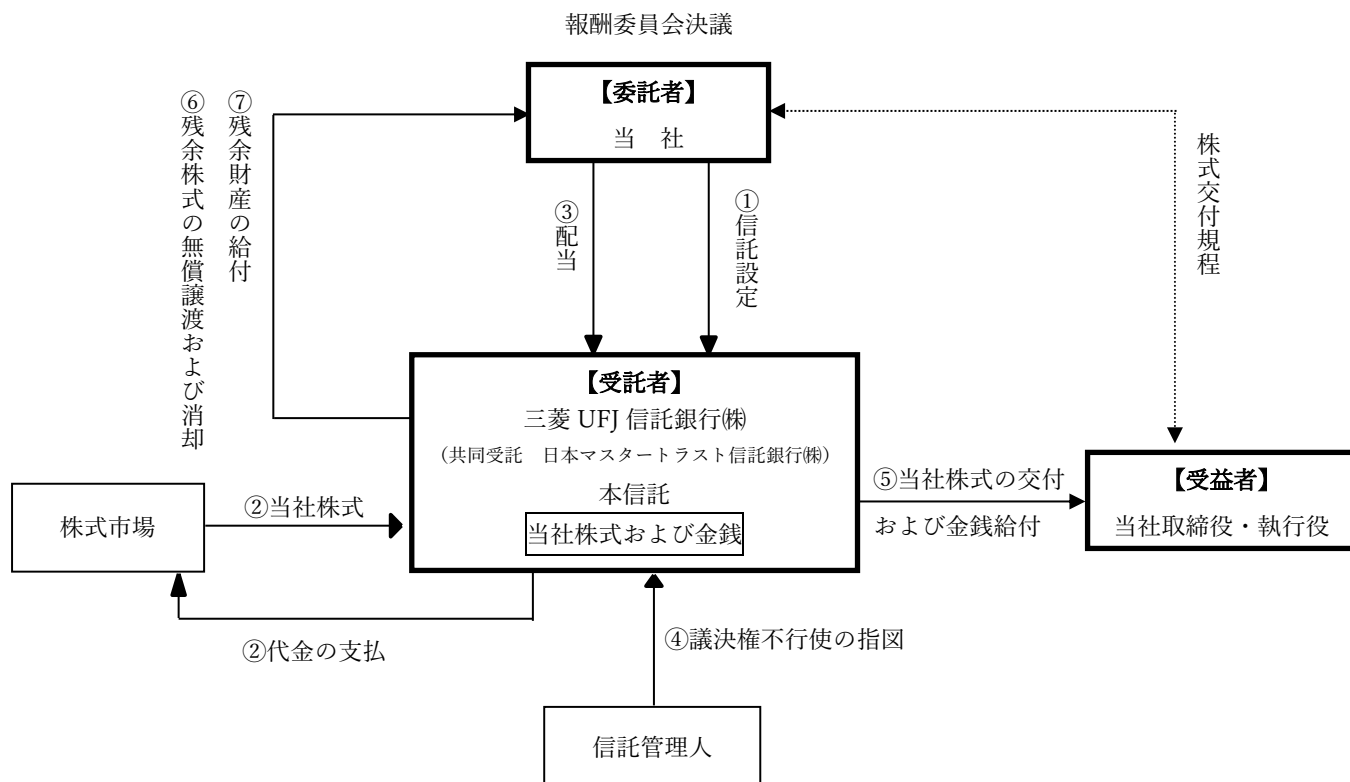 報酬委員会決議
【委託者】
当　社
⑦残余財産の給付
⑥残余株式の無償譲渡および消却
③配当
①信託設定
株式交付規程
【受託者】
三菱 UFJ 信託銀行㈱
（共同受託　日本マスタートラスト信託銀行㈱）
本信託
当社株式および金銭
株式市場
②当社株式
②代金の支払
⑤当社株式の交付
および金銭給付
【受益者】
当社取締役・執行役
④議決権不行使の指図
信託管理人